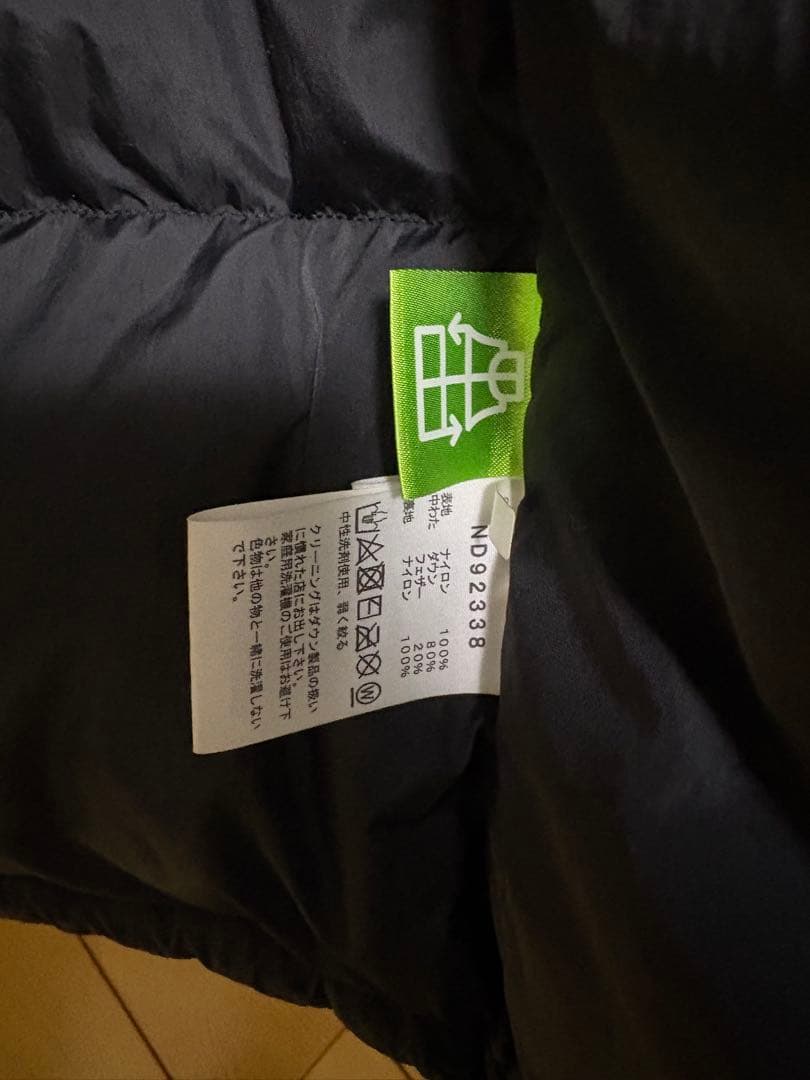 ND92338
表地 ナイロン 100%
中わた ダウン 80%
フェザー 20%
裏地 ナイロン 100%
中性洗剤使用、弱く絞る
クリーニングはダウン製品の扱い
に慣れた店にお出し下さい。
家庭用洗濯機のご使用はお避け下
さい。
色物は他の物と一緒に洗濯しない
で下さい。